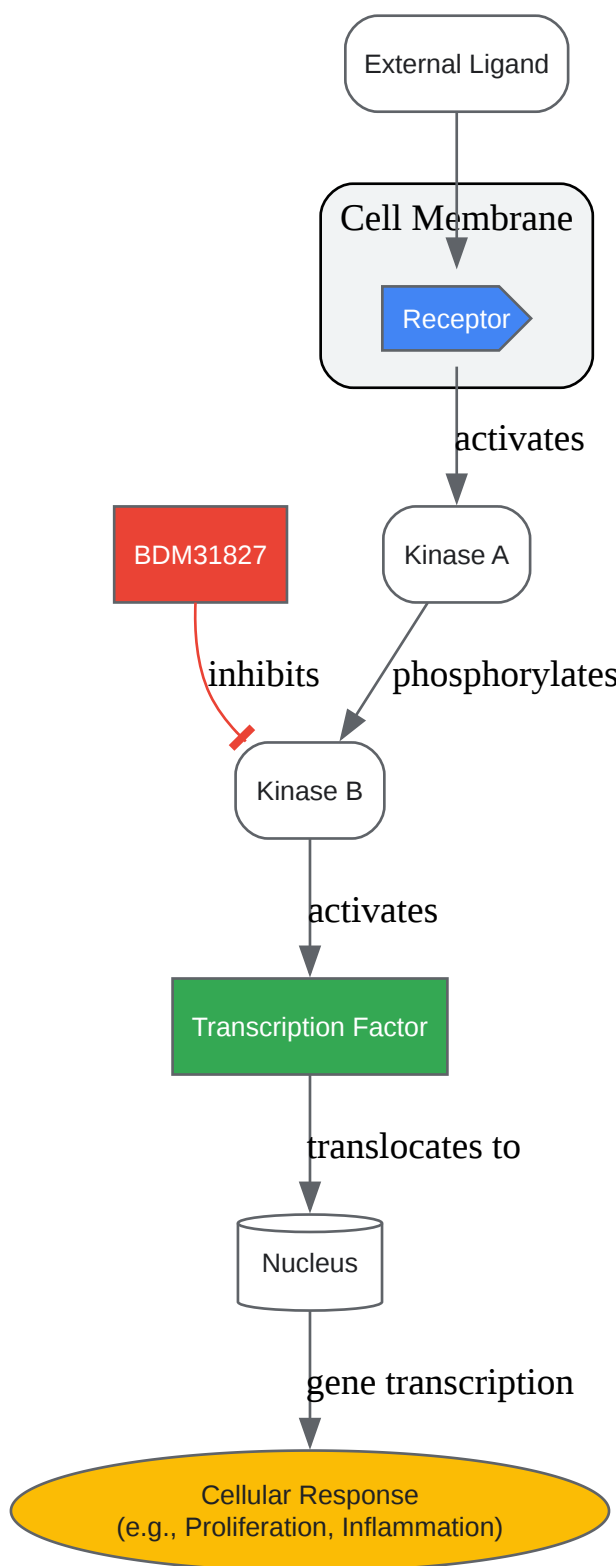 External Ligand
Cell Membrane
Receptor
activates
BDM31827
Kinase A
inhibits
phosphorylates
Kinase B
activates
Transcription Factor
translocates to
Nucleus
gene transcription
Cellular Response
(e.g., Proliferation, Inflammation)